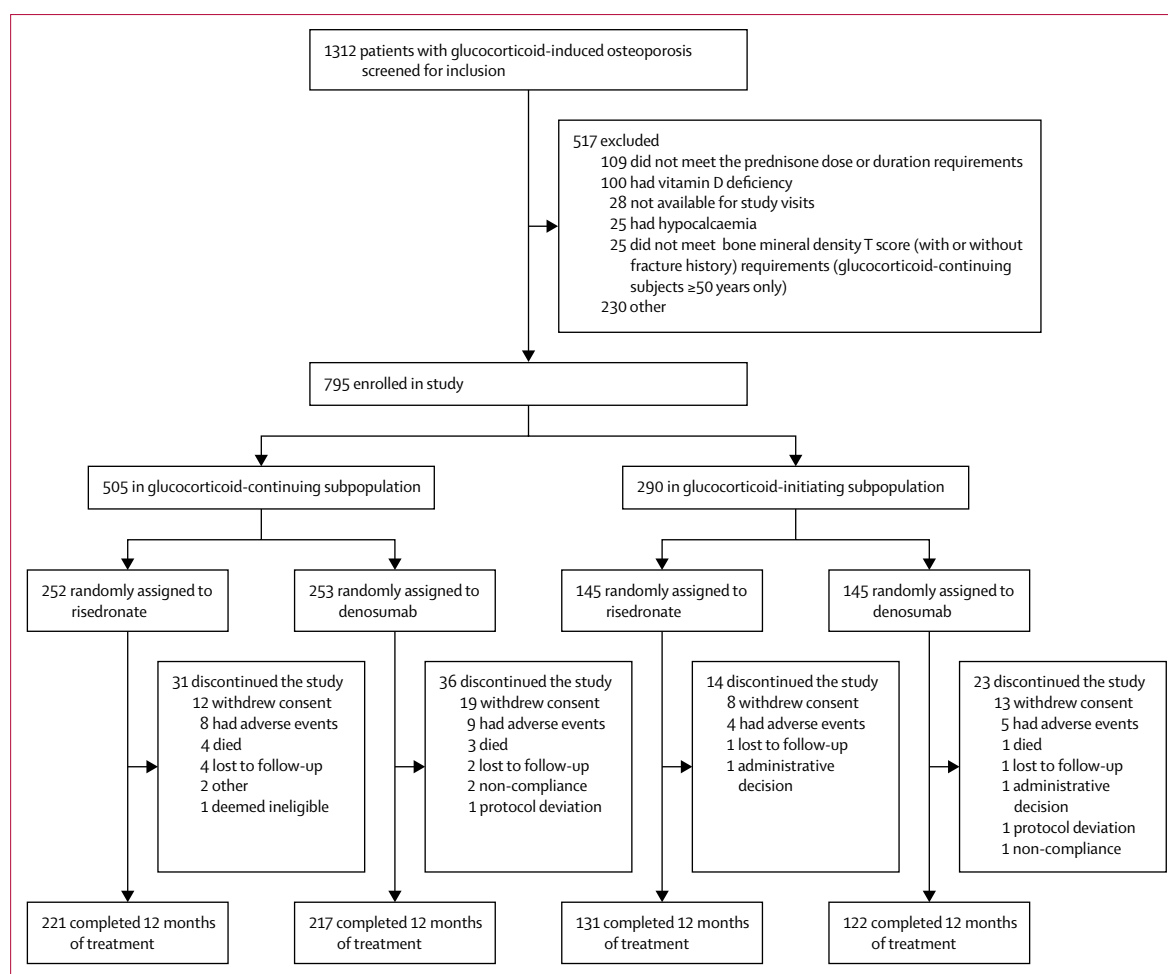 1312 patients with glucocorticoid-induced osteoporosis
screened for inclusion
517 excluded
109 did not meet the prednisone dose or duration requirements
100 had vitamin D deficiency
28 not available for study visits
25 had hypocalcaemia
25 did not meet bone mineral density T score (with or without
fracture history) requirements (glucocorticoid-continuing
subjects ≥50 years only)
230 other
795 enrolled in study
505 in glucocorticoid-continuing subpopulation
290 in glucocorticoid-initiating subpopulation
252 randomly assigned to
risedronate
253 randomly assigned to
denosumab
145 randomly assigned to
risedronate
145 randomly assigned to
denosumab
31 discontinued the study
12 withdrew consent
8 had adverse events
4 died
4 lost to follow-up
2 other
1 deemed ineligible
36 discontinued the study
19 withdrew consent
9 had adverse events
3 died
2 lost to follow-up
2 non-compliance
1 protocol deviation
14 discontinued the study
8 withdrew consent
4 had adverse events
1 lost to follow-up
1 administrative
decision
23 discontinued the study
13 withdrew consent
5 had adverse events
1 died
1 lost to follow-up
1 administrative
decision
1 protocol deviation
1 non-compliance
221 completed 12 months
of treatment
217 completed 12 months
of treatment
131 completed 12 months
of treatment
122 completed 12 months
of treatment